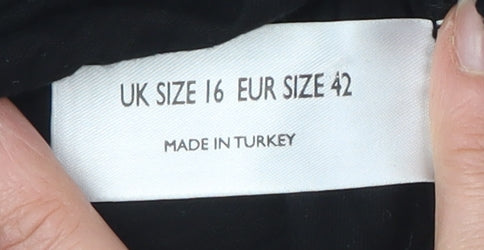 UK SIZE 16 EUR SIZE 42
MADE IN TURKEY